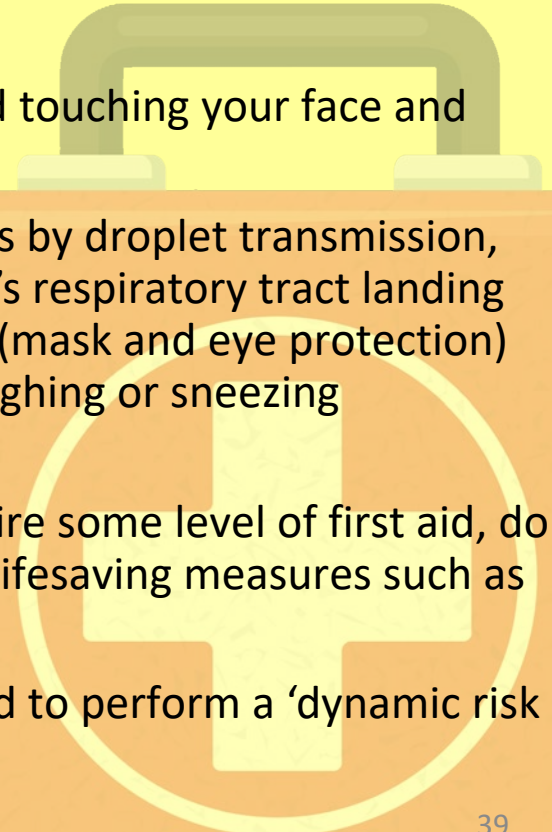 touching your face and
s by droplet transmission,
's respiratory tract landing
(mask and eye protection)
ghing or sneezing
ire some level of first aid, do
lifesaving measures such as
d to perform a ‘dynamic risk
39